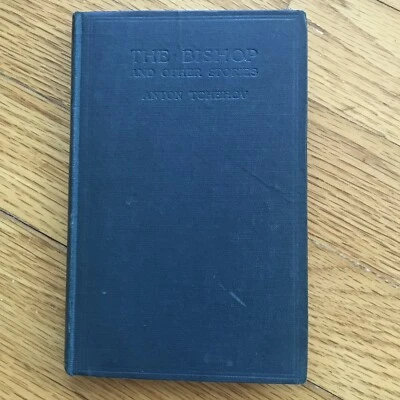 THE BISHOP
AND OTHER STORIES
ANTON TCHEHOV